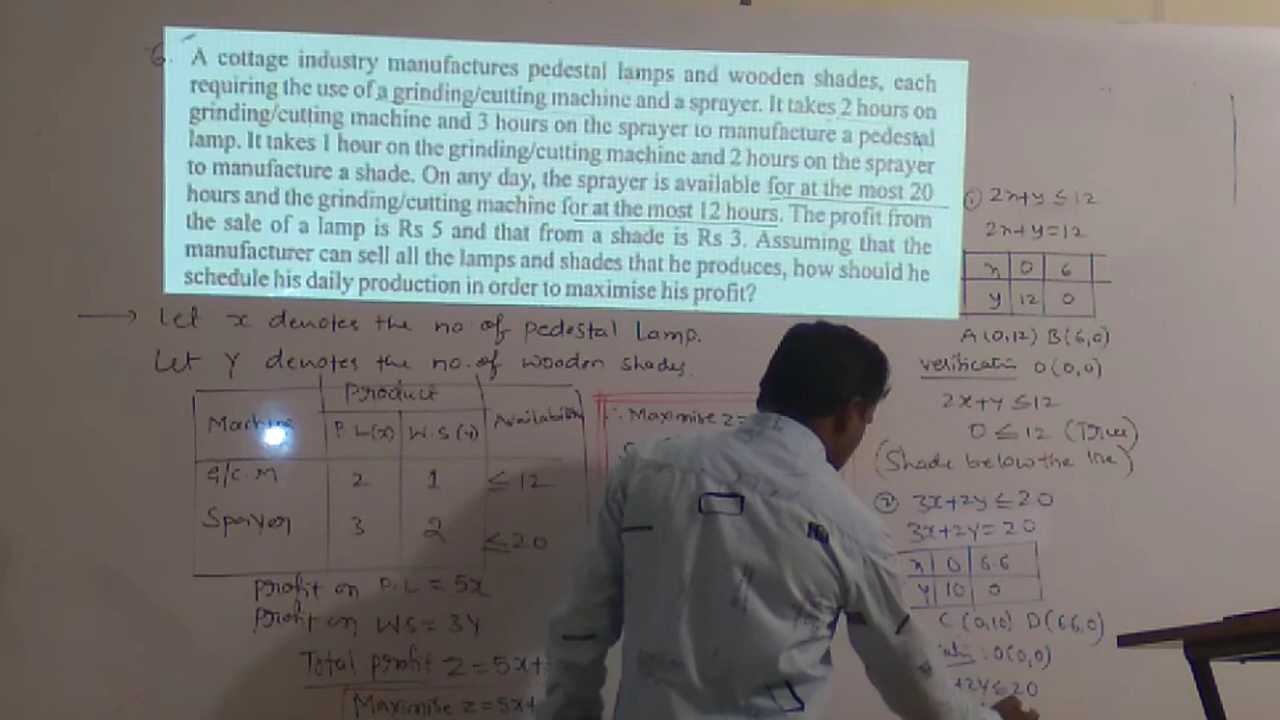 6. A cottage industry manufactures pedestal lamps and wooden shades, each
requiring the use of a grinding/cutting machine and a sprayer. It takes 2 hours on
grinding/cutting machine and 3 hours on the sprayer to manufacture a pedestal
lamp. It takes 1 hour on the grinding/cutting machine and 2 hours on the sprayer
to manufacture a shade. On any day, the sprayer is available for at the most 20
hours and the grinding/cutting machine for at the most 12 hours. The profit from
the sale of a lamp is Rs 5 and that from a shade is Rs 3. Assuming that the
manufacturer can sell all the lamps and shades that he produces, how should he
schedule his daily production in order to maximise his profit?
→ Let x denotes the no. of pedestal Lamp.
Let Y denotes the no. of wooden shades.
Product
Machine P.L(x) W.S(y) Availability
G/C.M 2 1 ≤ 12
Sprayer 3 2 ≤ 20
Profit on P.L = 5x
Profit on WS = 3Y
Total profit Z = 5x+
Maximise z = 5x+
∴ Maximise z =
① 2x+y ≤ 12
2x+y=12
x 0 6
y 12 0
A(0,12) B(6,0)
verification O(0,0)
2x+y ≤ 12
0 ≤ 12 (True)
(Shade below the line)
② 3x+2y ≤ 20
3x+2y=20
x 0 6.6
y 10 0
C(0,10) D(6.6,0)
: O(0,0)
+2y ≤ 20